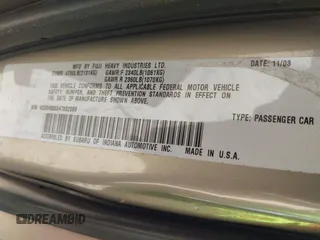 MFD. BY FUJI HEAVY INDUSTRIES LTD.
DATE: 11/03
GAWR:F 2340LB(1061KG)
GAWR:R 2360LB(1070KG)
THIS VEHICLE CONFORMS TO ALL APPLICABLE FEDERAL MOTOR VEHICLE
SAFETY, BUMPER, AND THEFT PREVENTION STANDARDS IN EFFECT ON THE
DATE OF MANUFACTURE SHOWN ABOVE.
TYPE: PASSENGER CAR
ASSEMBLED BY: SUBARU OF INDIANA AUTOMOTIVE INC.
MADE IN U.S.A.
DREAMBID